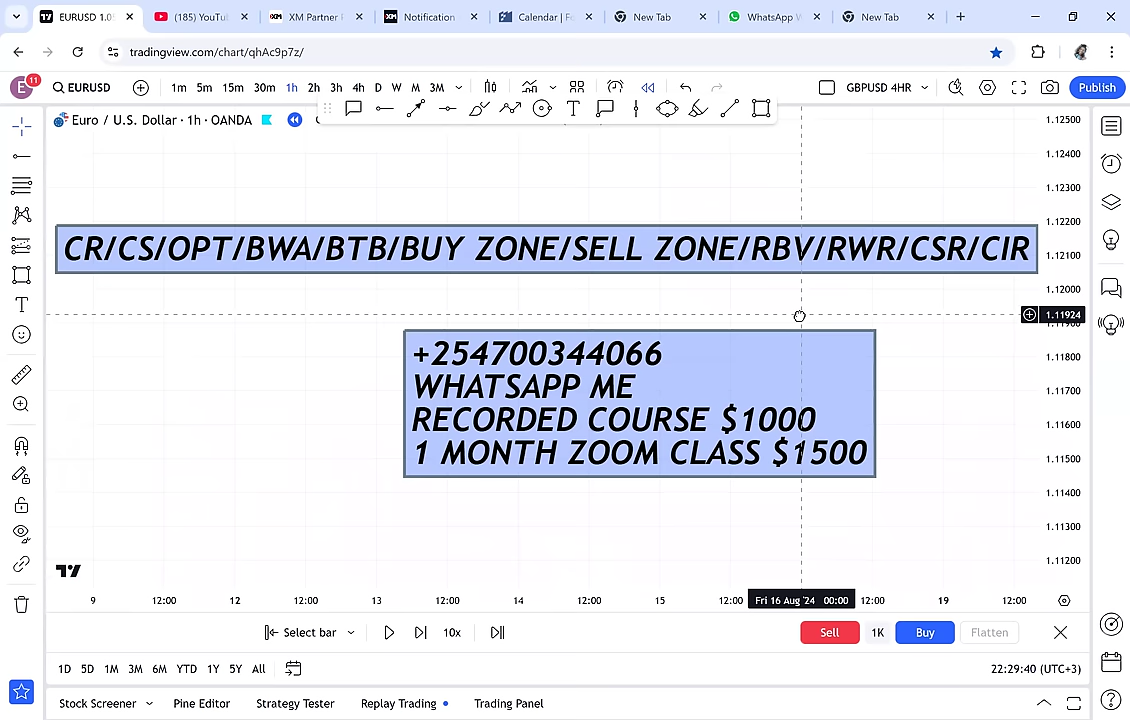 EURUSD 1.0
(185) YouTu
XM Partner
Notification
Calendar | F
New Tab
WhatsApp W
New Tab
tradingview.com/chart/qhAc9p7z/
E
11
EURUSD
1m 5m 15m 30m 1h 2h 3h 4h D W M 3M
GBPUSD 4HR
Publish
Euro / U.S. Dollar · 1h · OANDA
CR/CS/OPT/BWA/BTB/BUY ZONE/SELL ZONE/RBV/RWR/CSR/CIR
+254700344066
WHATSAPP ME
RECORDED COURSE $1000
1 MONTH ZOOM CLASS $1500
1.12500
1.12400
1.12300
1.12200
1.12100
1.12000
1.11924
1.11900
1.11800
1.11700
1.11600
1.11500
1.11400
1.11300
1.11200
9 12:00 12 12:00 13 12:00 14 12:00 15 12:00 Fri 16 Aug '24 00:00 12:00 19 12:00
Select bar 10x Sell 1K Buy Flatten
1D 5D 1M 3M 6M YTD 1Y 5Y All
22:29:40 (UTC+3)
Stock Screener Pine Editor Strategy Tester Replay Trading Trading Panel